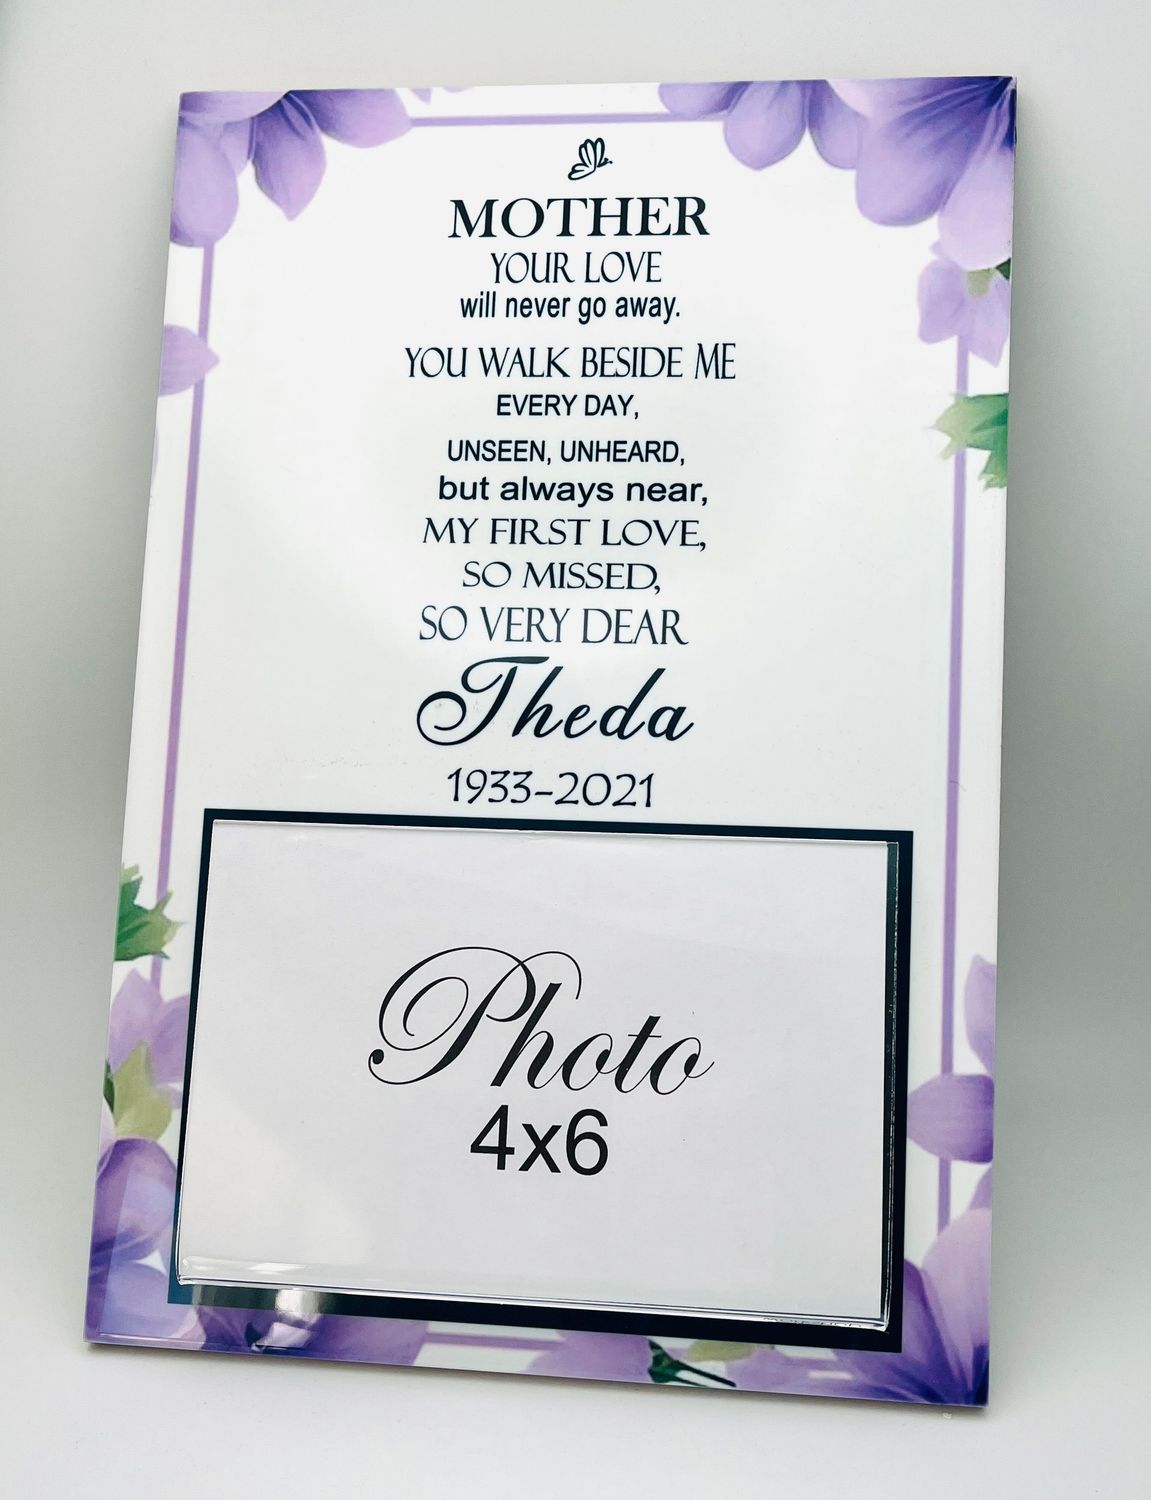 MOTHER
YOUR LOVE
will never go away.
YOU WALK BESIDE ME
EVERY DAY,
UNSEEN, UNHEARD,
but always near,
MY FIRST LOVE,
SO MISSED,
SO VERY DEAR
Theda
1933-2021
Photo
4x6